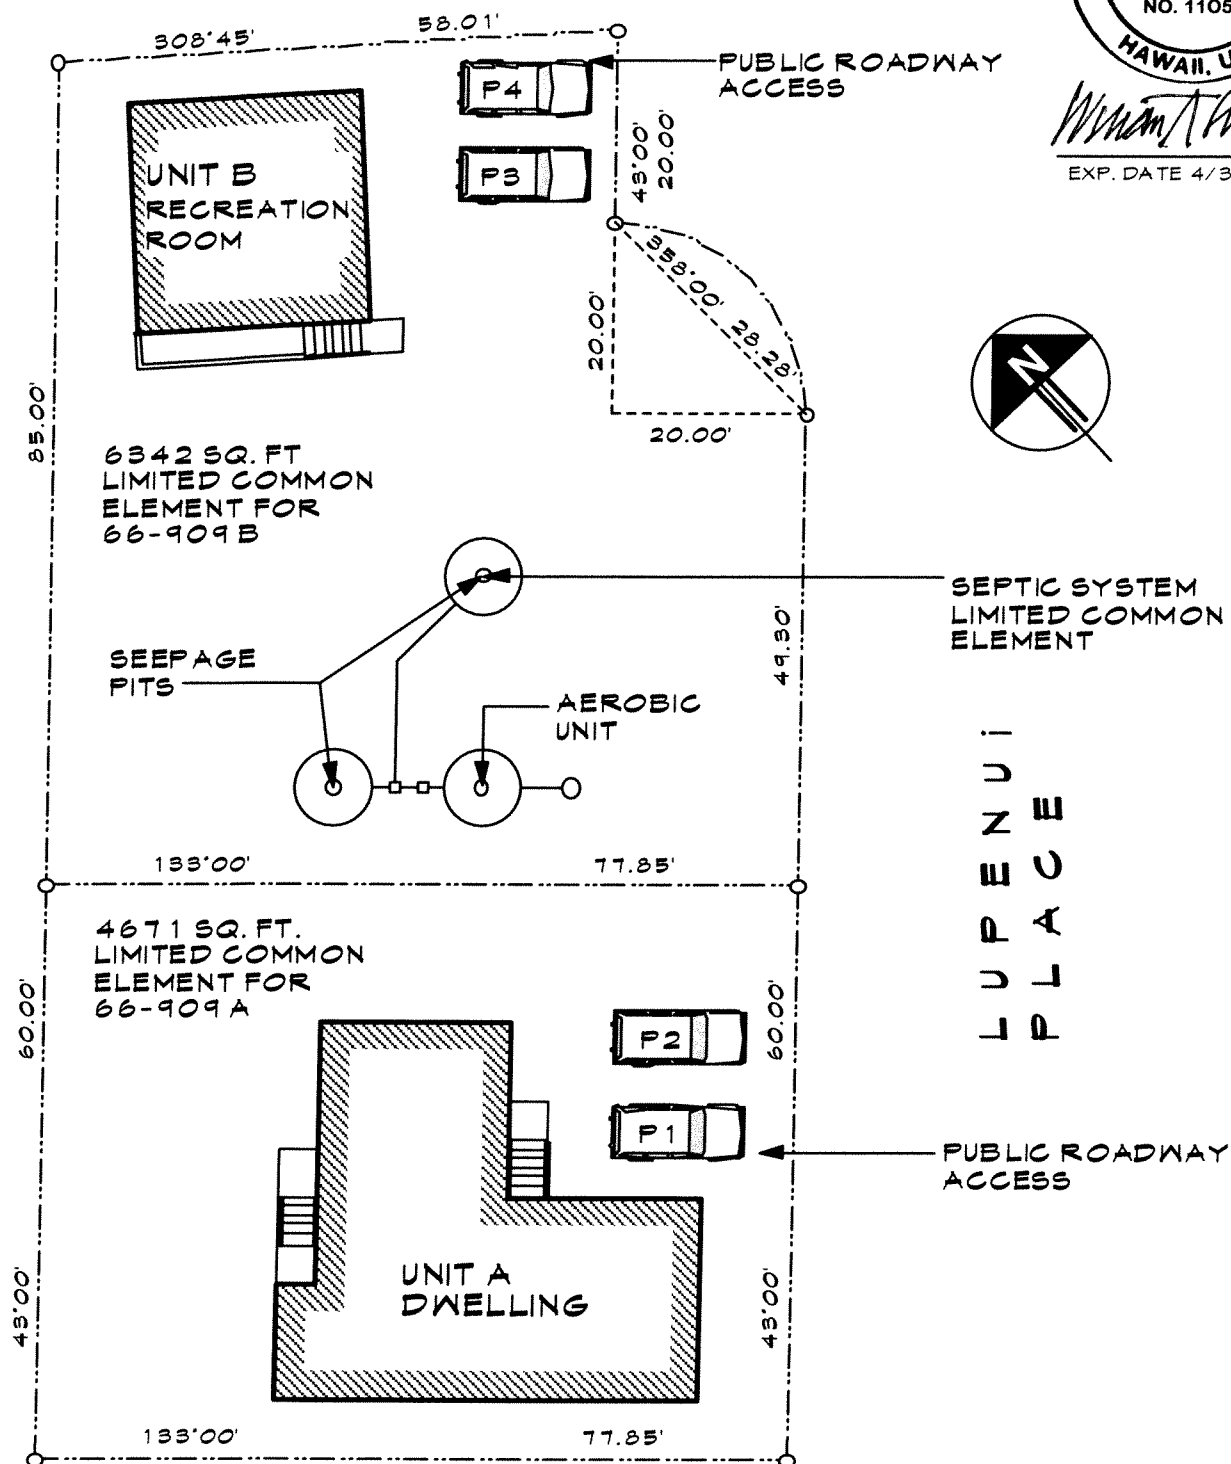 NO. 1105
HAWAII, U
EXP. DATE 4/3
308°45'
58.01'
P4
PUBLIC ROADWAY
ACCESS
43°00'
20.00'
P3
UNIT B
RECREATION
ROOM
358°00' 28.28'
20.00'
20.00'
N
85.00'
6342 SQ. FT
LIMITED COMMON
ELEMENT FOR
66-909 B
SEPTIC SYSTEM
LIMITED COMMON
ELEMENT
49.30'
SEEPAGE
PITS
AEROBIC
UNIT
LUPENUi
PLACE
133°00'
77.85'
4671 SQ. FT.
LIMITED COMMON
ELEMENT FOR
66-909 A
60.00'
P2
60.00'
P1
PUBLIC ROADWAY
ACCESS
UNIT A
DWELLING
43°00'
43°00'
133°00'
77.85'